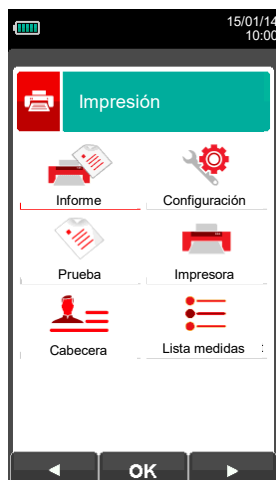 15/01/14
10:00
Impresión
Informe
Configuración
Prueba
Impresora
Cabecera
Lista medidas :
OK